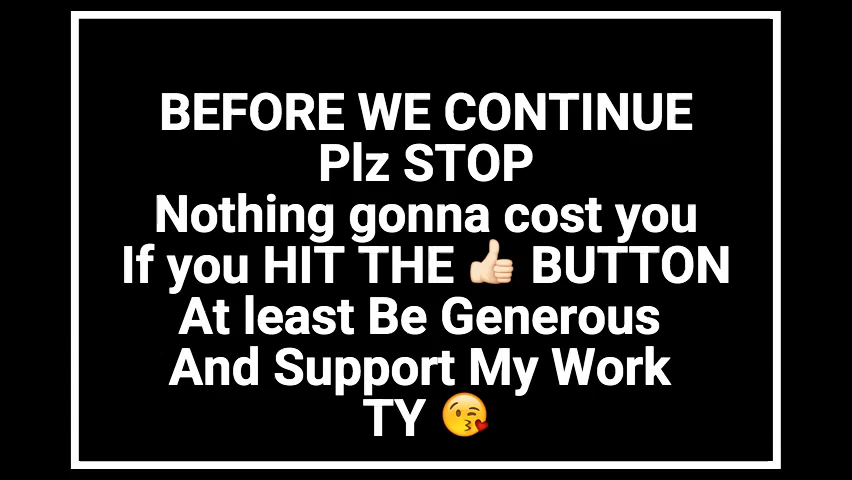 BEFORE WE CONTINUE
Plz STOP
Nothing gonna cost you
If you HIT THE 👍🏻 BUTTON
At least Be Generous
And Support My Work
TY 😘